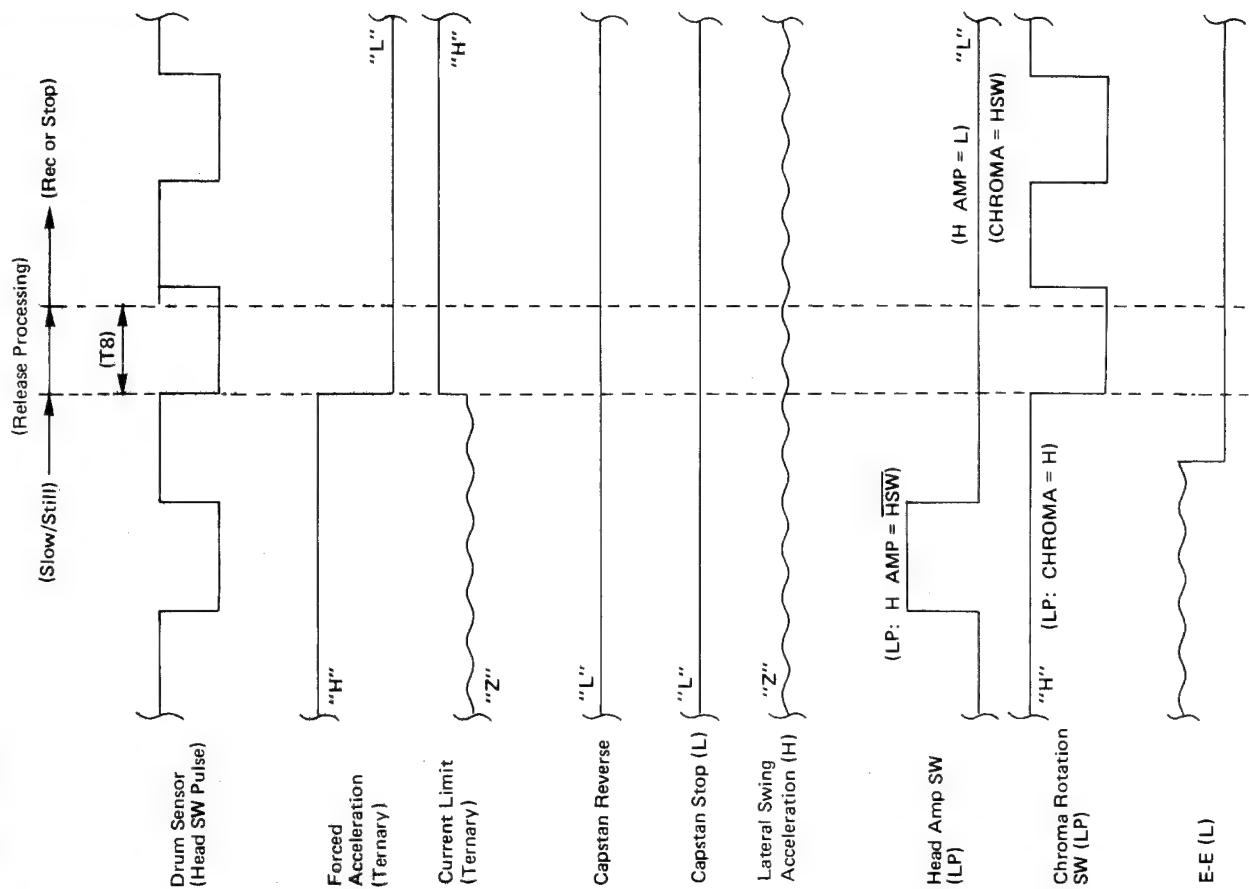 (Release Processing)
(Slow/Still)
(Rec or Stop)
(T8)
Drum Sensor
(Head SW Pulse)
Forced
Acceleration
(Ternary)
"H"
"L"
Current Limit
(Ternary)
"Z"
"H"
Capstan Reverse
"L"
Capstan Stop (L)
"L"
Lateral Swing
Acceleration (H)
"Z"
Head Amp SW
(LP)
(LP: H AMP = HSW)
(H AMP = L)
"L"
Chroma Rotation
SW (LP)
"H"
(LP: CHROMA = H)
(CHROMA = HSW)
E-E (L)